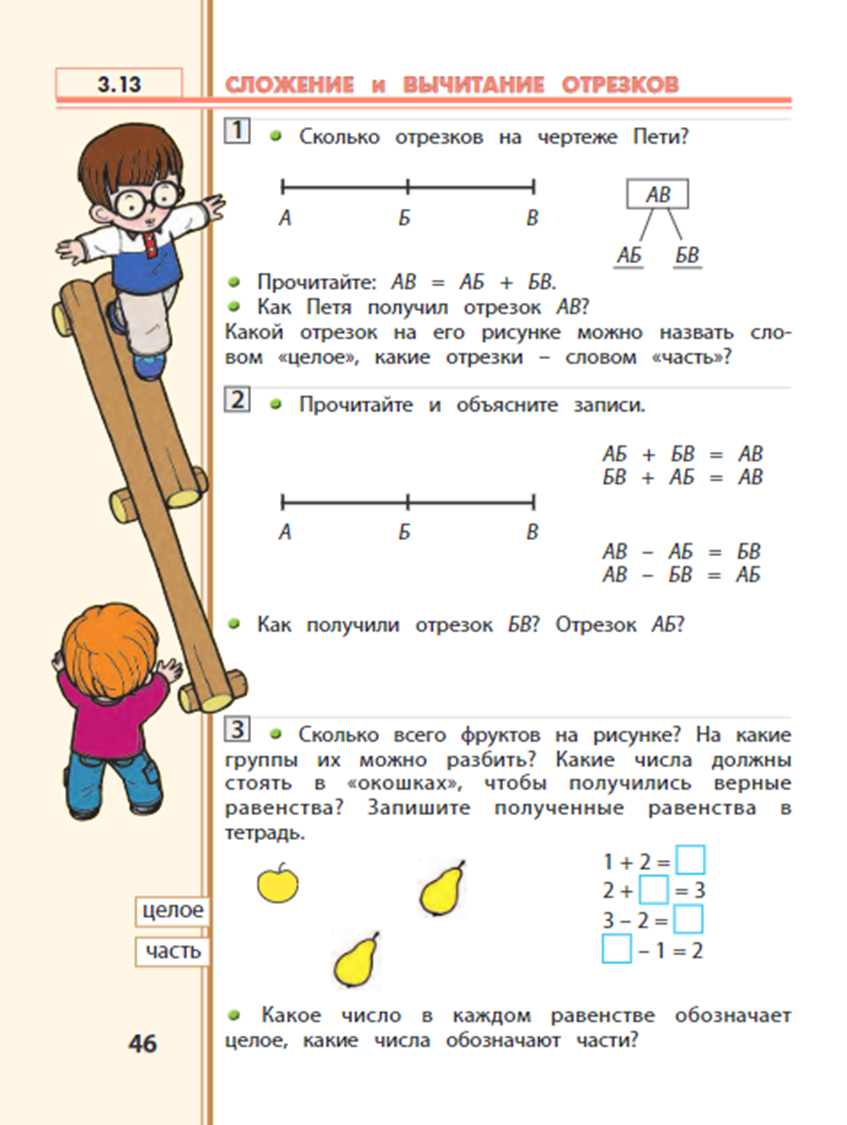 3.13
СЛОЖЕНИЕ и ВЫЧИТАНИЕ ОТРЕЗКОВ
1 • Сколько отрезков на чертеже Пети?
А Б В
АВ
АБ БВ
• Прочитайте: АВ = АБ + БВ.
• Как Петя получил отрезок АВ?
Какой отрезок на его рисунке можно назвать сло-
вом «целое», какие отрезки – словом «часть»?
2 • Прочитайте и объясните записи.
АБ + БВ = АВ
БВ + АБ = АВ
А Б В
АВ – АБ = БВ
АВ – БВ = АБ
• Как получили отрезок БВ? Отрезок АБ?
3 • Сколько всего фруктов на рисунке? На какие
группы их можно разбить? Какие числа должны
стоять в «окошках», чтобы получились верные
равенства? Запишите полученные равенства в
тетрадь.
1 + 2 = □
2 + □ = 3
3 – 2 = □
□ – 1 = 2
целое
часть
• Какое число в каждом равенстве обозначает
целое, какие числа обозначают части?
46